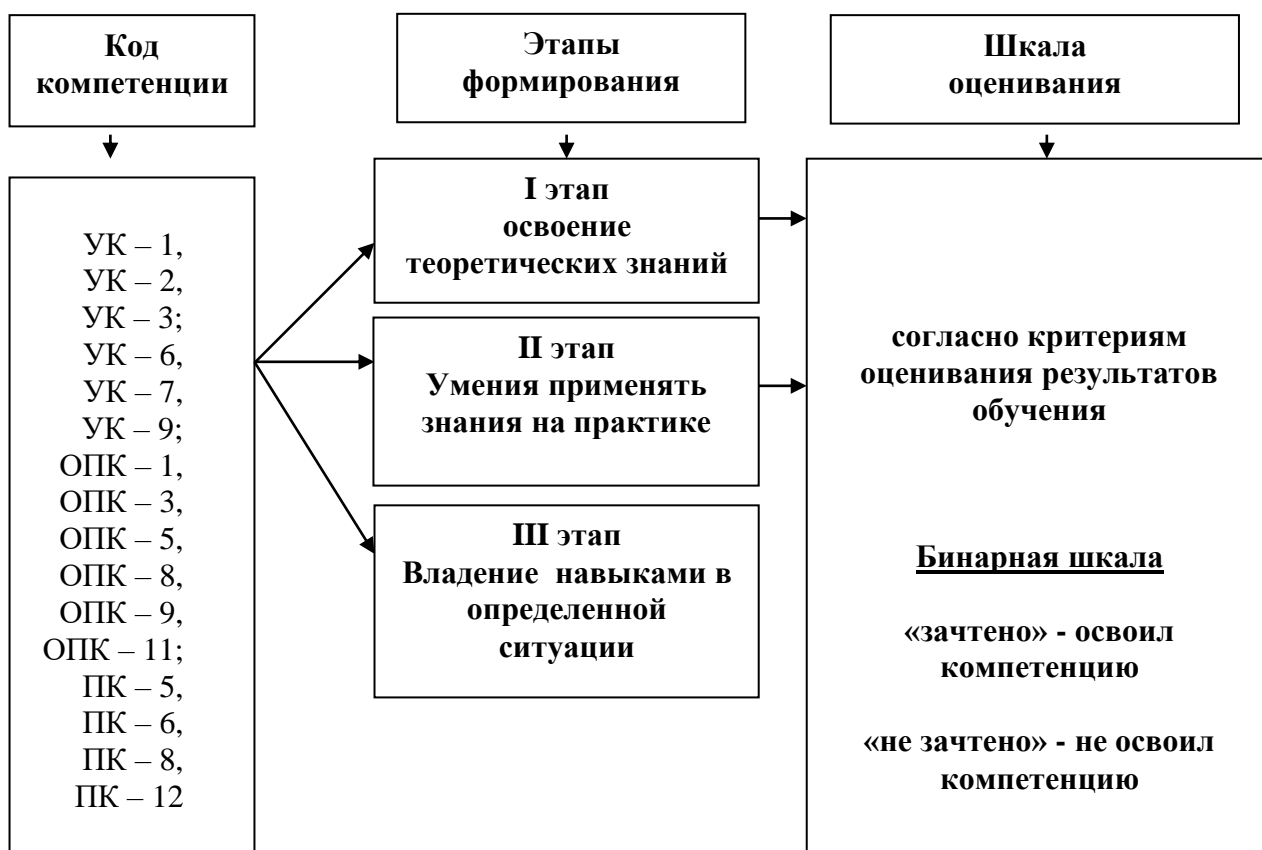 Код
компетенции
Этапы
формирования
Шкала
оценивания
УК – 1,
УК – 2,
УК – 3;
УК – 6,
УК – 7,
УК – 9;
ОПК – 1,
ОПК – 3,
ОПК – 5,
ОПК – 8,
ОПК – 9,
ОПК – 11;
ПК – 5,
ПК – 6,
ПК – 8,
ПК – 12
I этап
освоение
теоретических знаний
II этап
Умения применять
знания на практике
III этап
Владение навыками в
определенной
ситуации
согласно критериям
оценивания результатов
обучения
Бинарная шкала
«зачтено» - освоил
компетенцию
«не зачтено» - не освоил
компетенцию